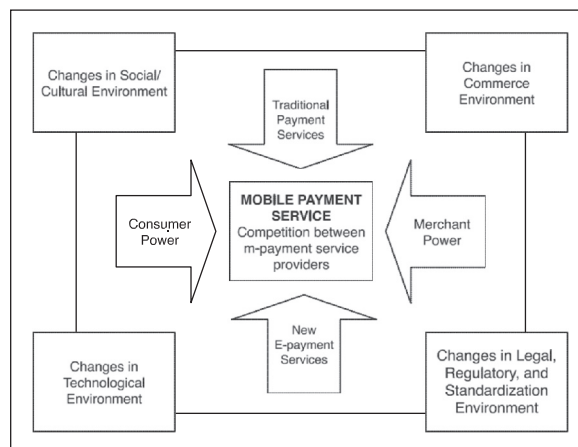 Changes in Social/
Cultural Environment
Changes in
Commerce
Environment
Traditional
Payment
Services
Consumer
Power
MOBILE PAYMENT
SERVICE
Competition between
m-payment service
providers
Merchant
Power
New
E-payment
Services
Changes in
Technological
Environment
Changes in Legal,
Regulatory, and
Standardization
Environment